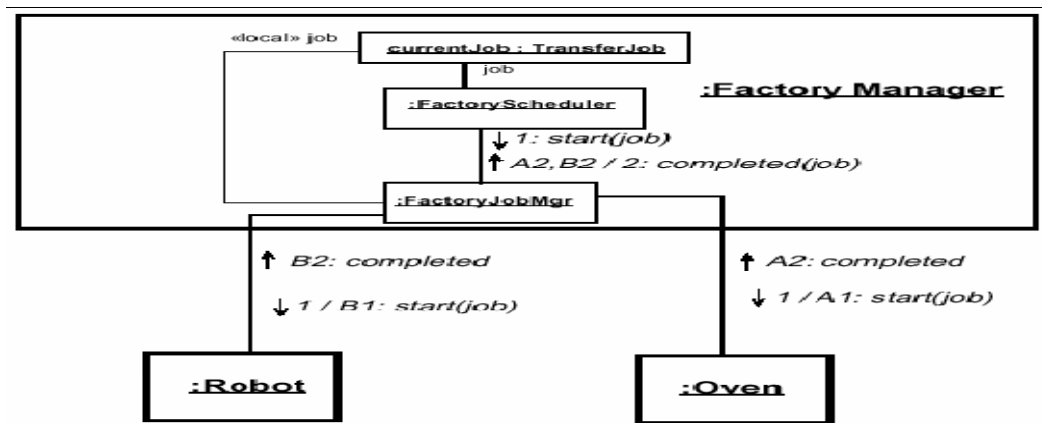 «local» job
currentJob : TransferJob
job
:FactoryScheduler
:Factory Manager
1: start(job)
A2,B2 / 2: completed(job)
:FactoryJobMgr
B2: completed
A2: completed
1 / B1: start(job)
1 / A1: start(job)
:Robot
:Oven